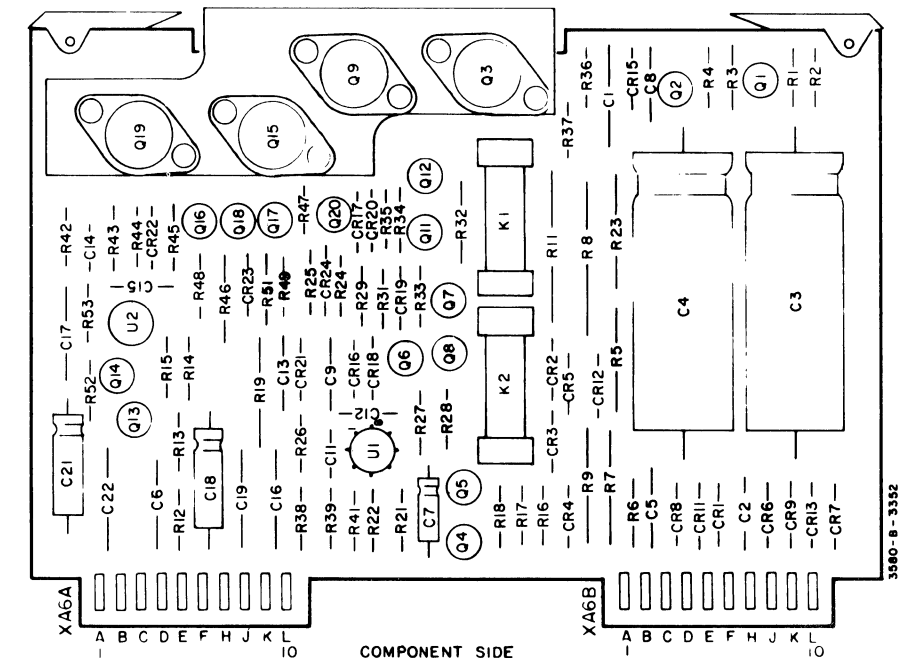 Q9
Q3
Q19
Q15
R36
C1
CR15
C8
Q2
R4
R3
Q1
R1
R2
R37
Q12
Q16
Q18
Q17
R47
Q20
CR17
CR20
R35
R34
Q11
R32
K1
R11
R8
R23
R42
C14
R43
R44
CR22
R45
C15
R48
R46
CR23
R51
R49
R25
CR24
R24
R29
R31
CR19
R33
Q7
C4
C3
C17
R53
U2
R52
Q14
Q13
R15
R14
R19
C13
CR21
C9
CR16
CR18
Q6
Q8
K2
CR2
CR5
CR12
R5
C12
R27
R28
CR3
R13
R26
C11
U1
C21
C22
C6
R12
C18
C19
C16
R38
R39
R41
R22
R21
C7
Q5
Q4
R18
R17
R16
CR4
R9
R7
R6
C5
CR8
CR11
CR1
C2
CR6
CR9
CR13
CR7
3580-B-3352
XA6A
XA6B
A B C D E F H J K L
1 10
A B C D E F H J K L
1 10
COMPONENT SIDE